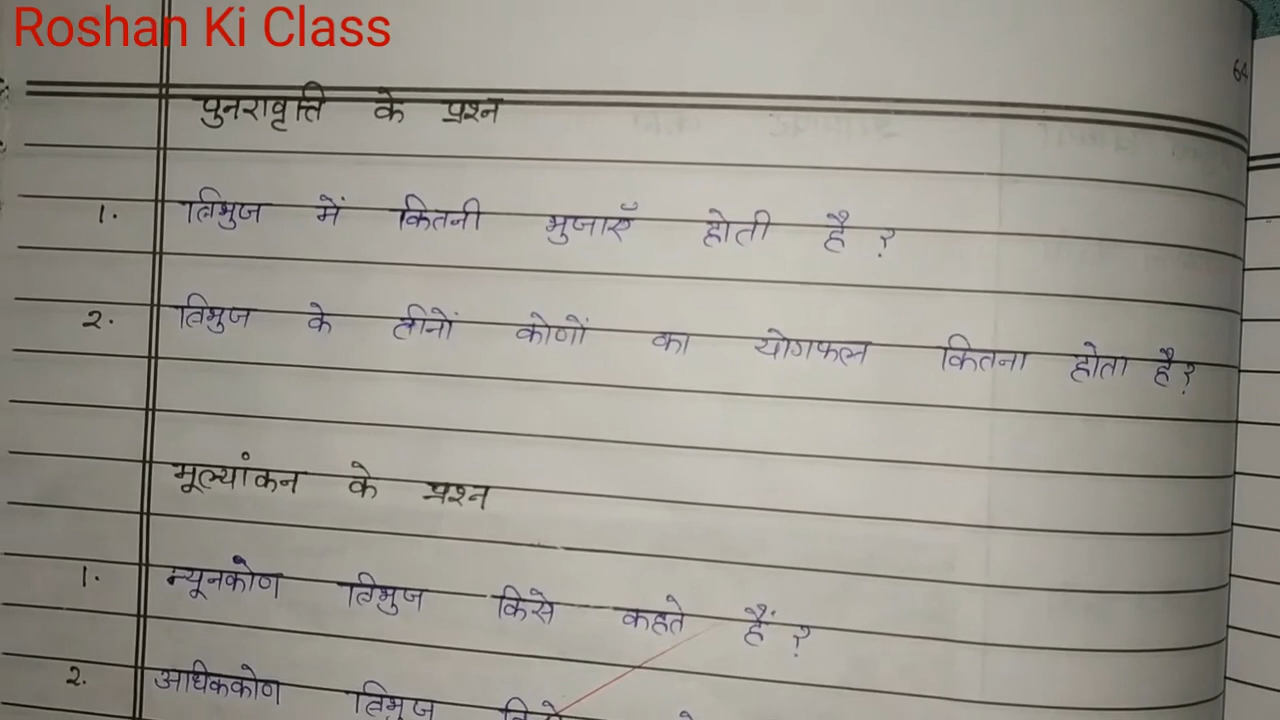 Roshan Ki Class
64
पुनरावृत्ति के प्रश्न
1. त्रिभुज में कितनी भुजाएँ होती है ?
2. त्रिभुज के तीनों कोणों का योगफल कितना होता है ?
मूल्यांकन के प्रश्न
1. न्यूनकोण त्रिभुज किसे कहते हैं ?
2. अधिककोण त्रिभुज